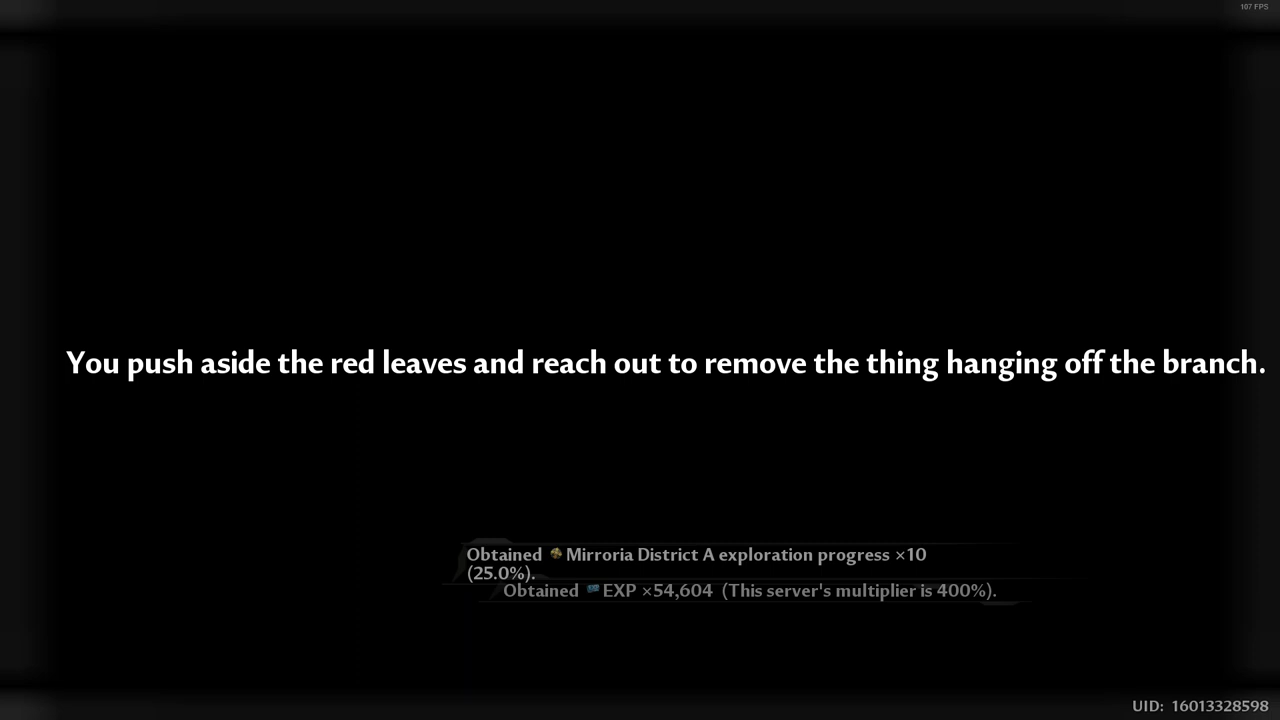 107 FPS
You push aside the red leaves and reach out to remove the thing hanging off the branch.
Obtained Mirroria District A exploration progress ×10
(25.0%).
Obtained EXP ×54,604 (This server's multiplier is 400%).
UID: 16013328598